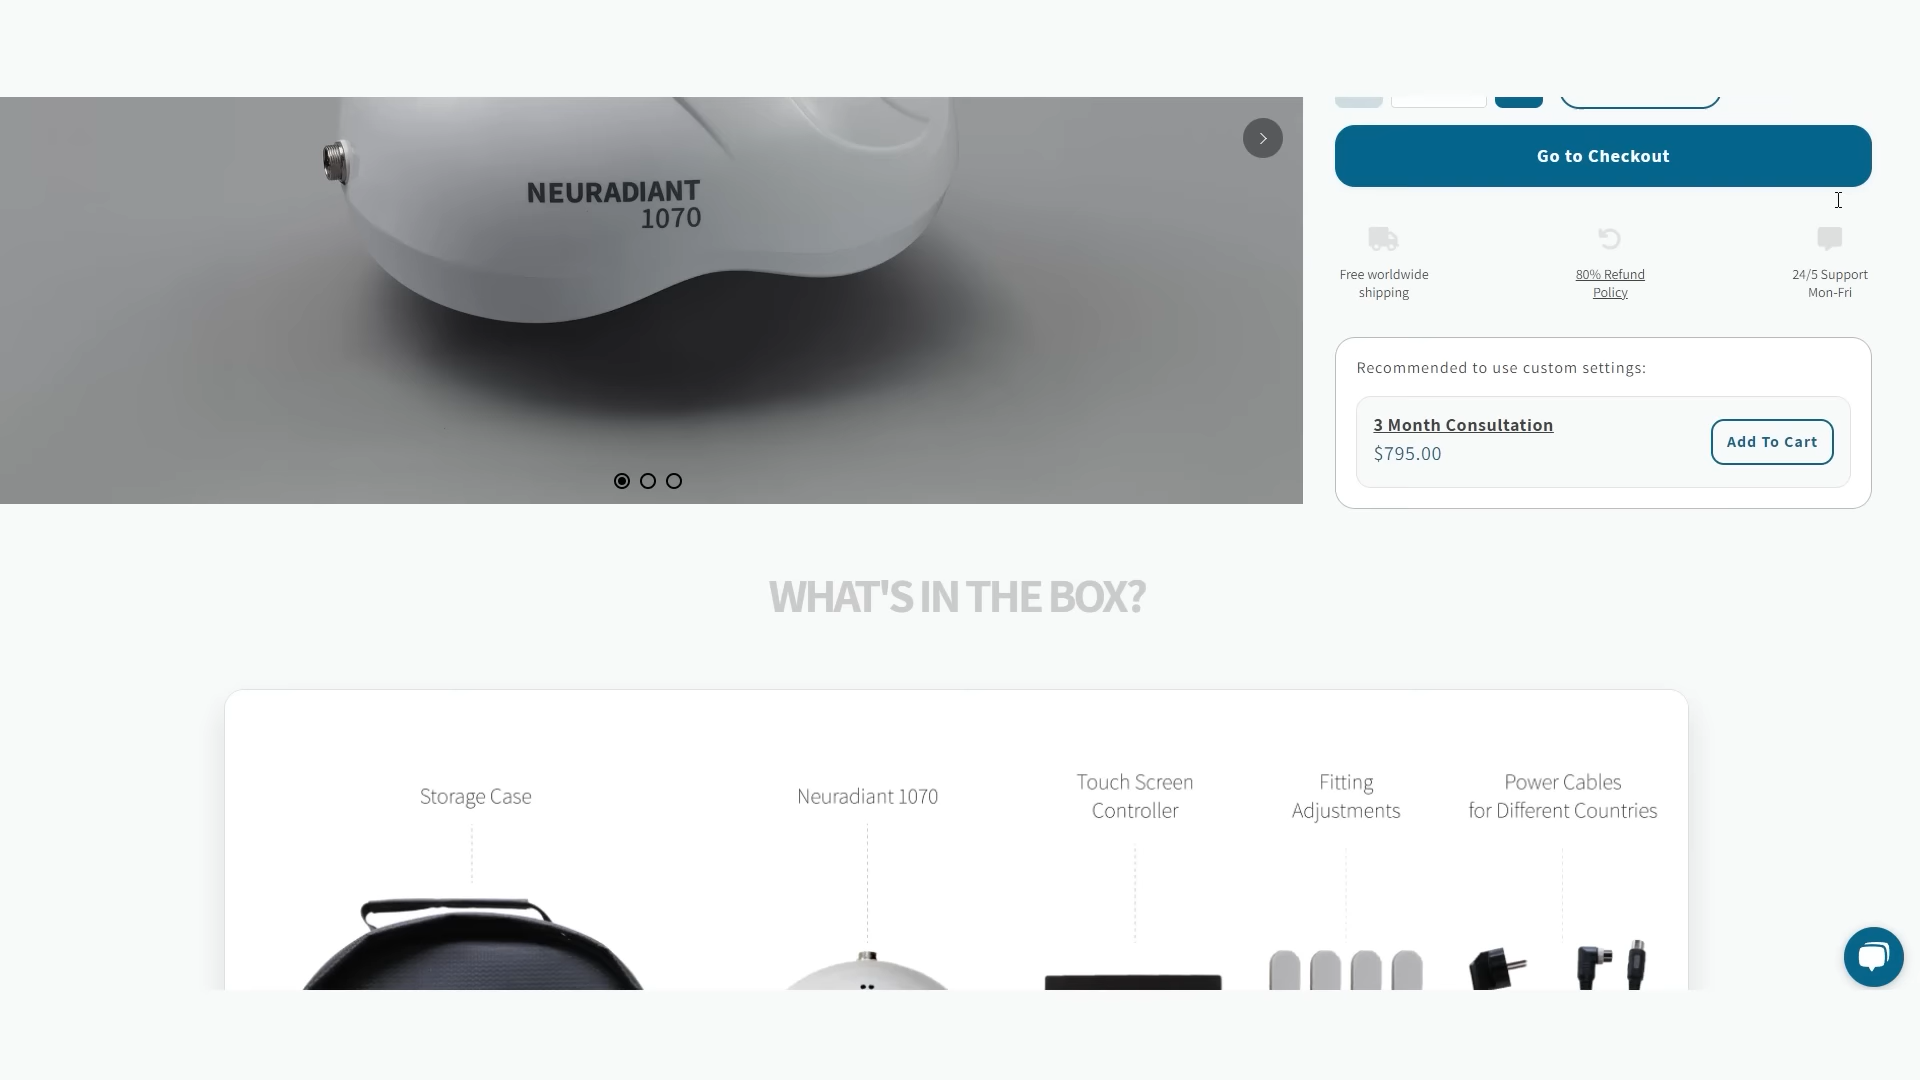 NEURADIANT
1070
Go to Checkout
Free worldwide
shipping
80% Refund
Policy
24/5 Support
Mon-Fri
Recommended to use custom settings:
3 Month Consultation
$795.00
Add To Cart
WHAT'S IN THE BOX?
Storage Case
Neuradiant 1070
Touch Screen
Controller
Fitting
Adjustments
Power Cables
for Different Countries